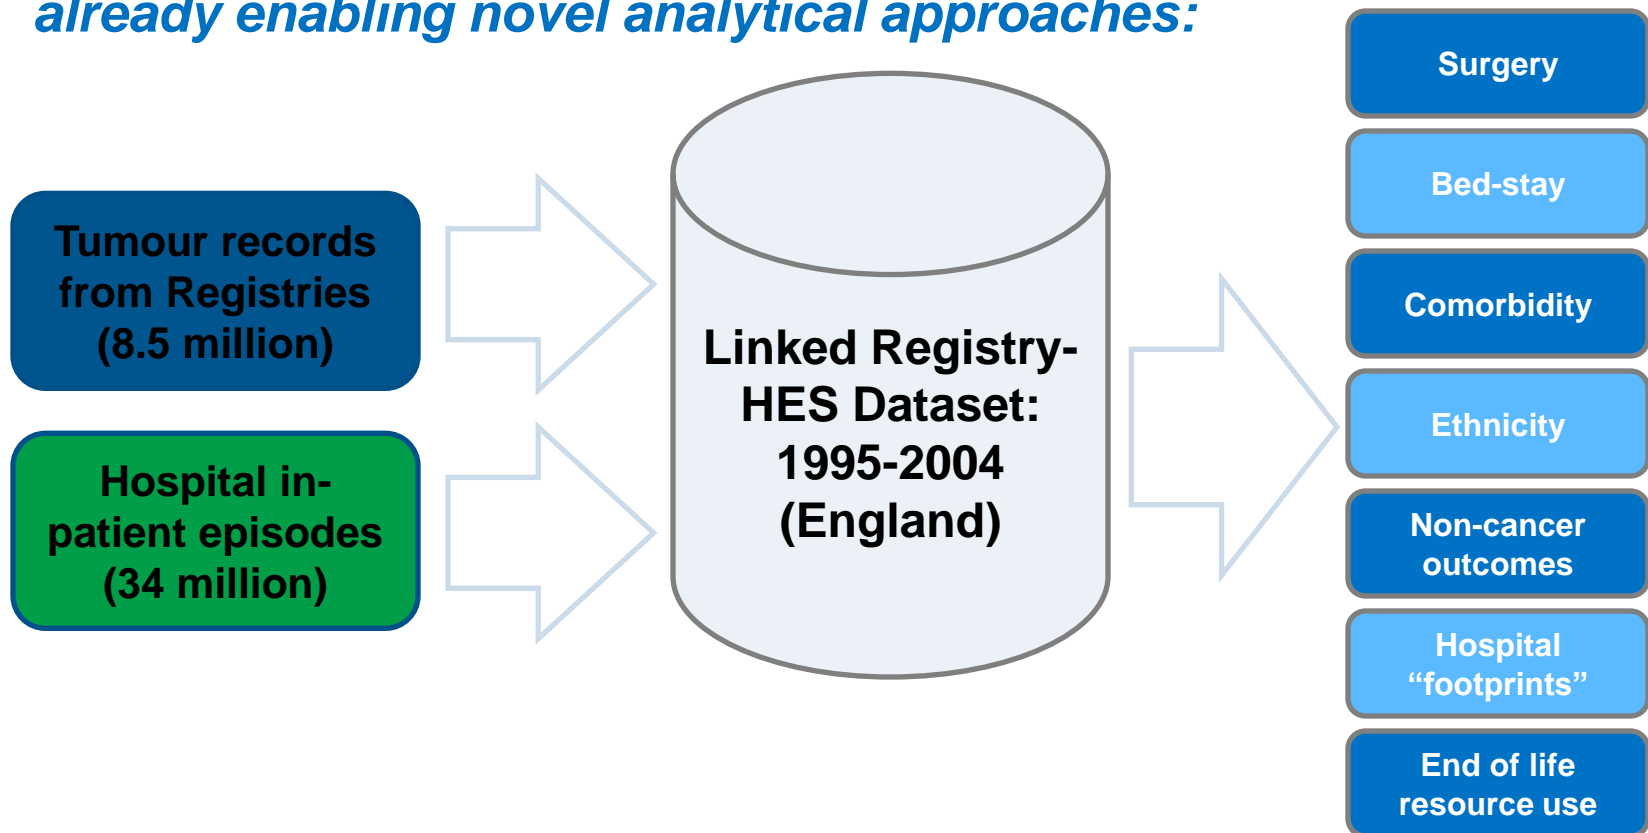 already enabling novel analytical approaches:
Tumour records
from Registries
(8.5 million)
Hospital in-
patient episodes
(34 million)
Linked Registry-
HES Dataset:
1995-2004
(England)
Surgery
Bed-stay
Comorbidity
Ethnicity
Non-cancer
outcomes
Hospital
“footprints”
End of life
resource use